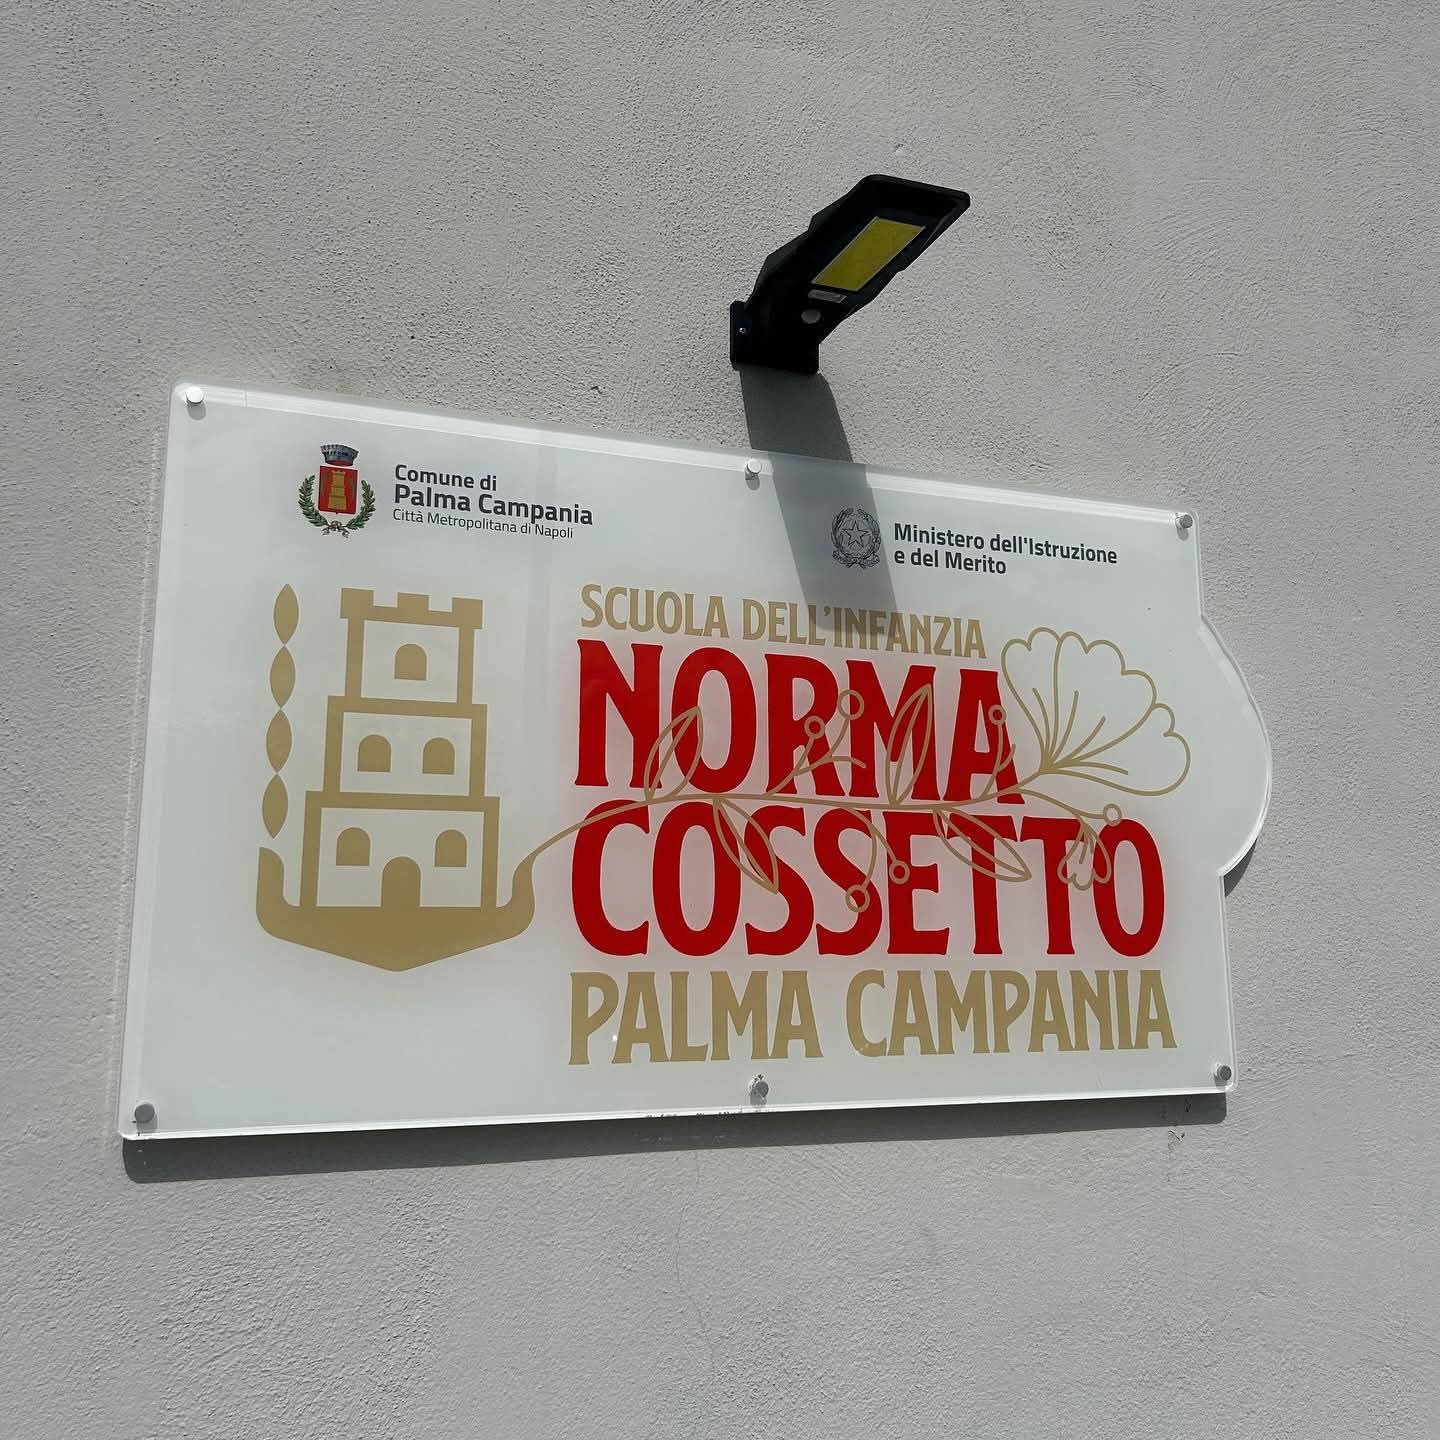 Comune di
Palma Campania
Città Metropolitana di Napoli
Ministero dell'Istruzione
e del Merito
SCUOLA DELL'INFANZIA
NORMA
COSSETTO
PALMA CAMPANIA